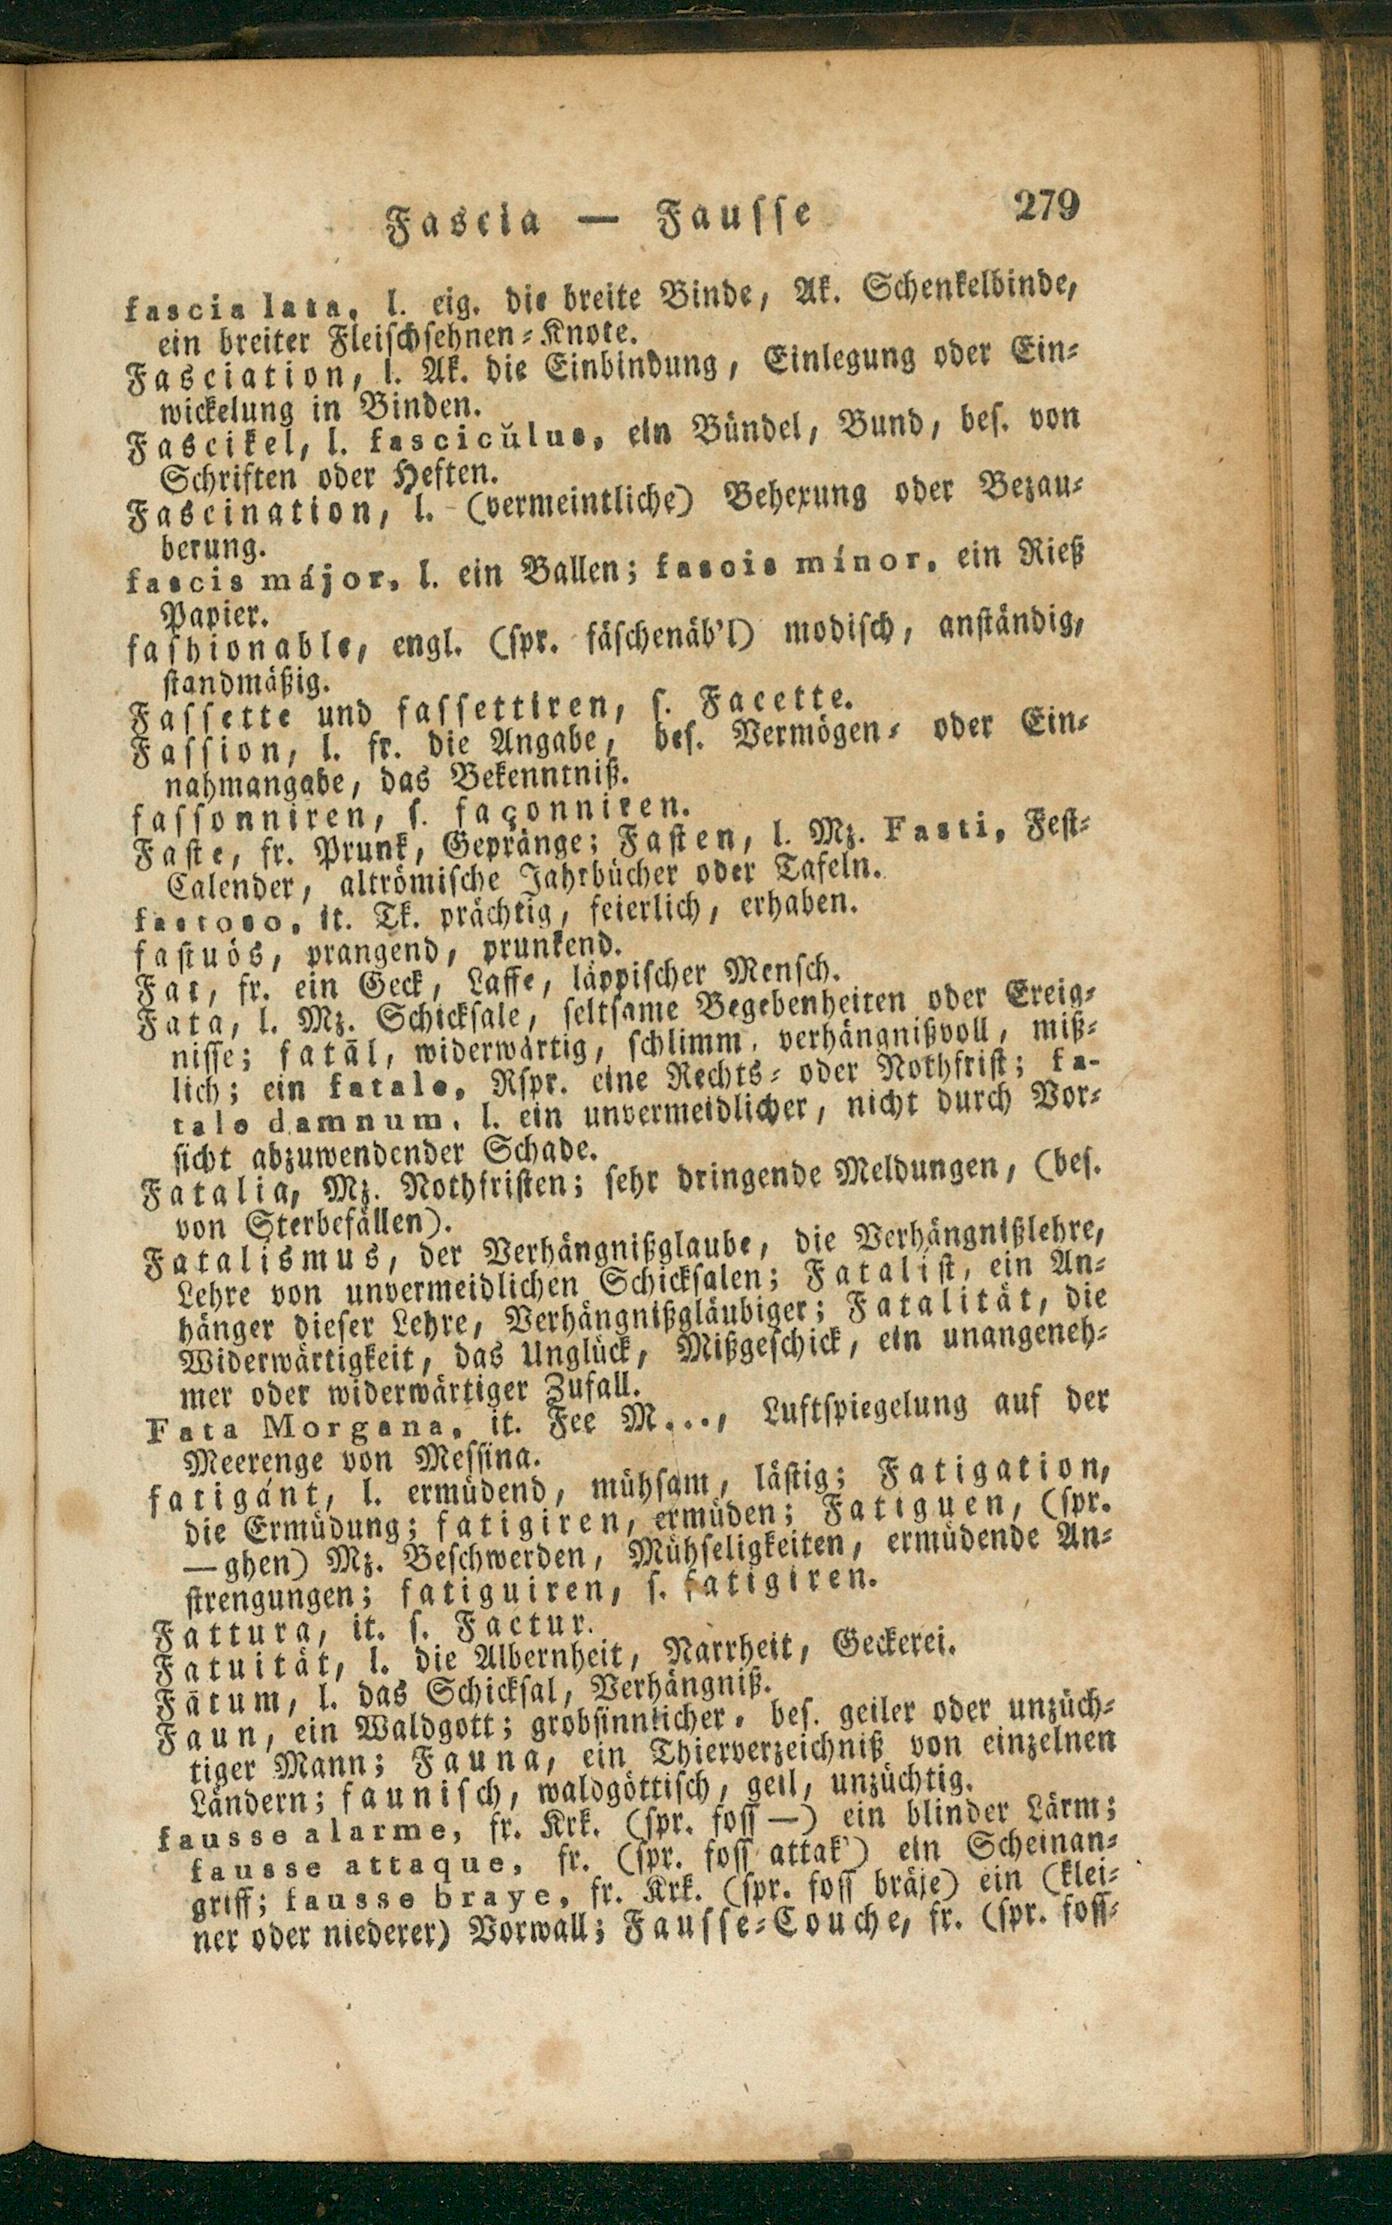 Fascia — Fausse 279
fascia lata, l. eig. die breite Binde, Ak. Schenkelbinde,
ein breiter Fleischsehnen-Knote.
Fasciation, l. Ak. die Einbindung, Einlegung oder Ein-
wickelung in Binden.
Fascikel, l. fascicŭlus, ein Bündel, Bund, bes. von
Schriften oder Heften.
Fascination, l. (vermeintliche) Behexung oder Bezau-
berung.
fascis májor, l. ein Ballen; fascis mínor, ein Rieß
Papier.
fashionable, engl. (spr. fäschenäb'l) modisch, anständig,
standmäßig.
Fassette und fassettiren, s. Facette.
Fassion, l. fr. die Angabe, bes. Vermögen- oder Ein-
nahmangabe, das Bekenntniß.
fassonniren, s. façonniren.
Faste, fr. Prunk, Gepränge; Fasten, l. Mz. Fasti, Fest-
Calender, altrömische Jahrbücher oder Tafeln.
fastoso, it. Tk. prächtig, feierlich, erhaben.
fastuös, prangend, prunkend.
Fat, fr. ein Geck, Laffe, läppischer Mensch.
Fata, l. Mz. Schicksale, seltsame Begebenheiten oder Ereig-
nisse; fatāl, widerwärtig, schlimm, verhängnißvoll, miß-
lich; ein fatale, Rspr. eine Rechts- oder Nothfrist; fa-
tale damnum, l. ein unvermeidlicher, nicht durch Vor-
sicht abzuwendender Schade.
Fatalia, Mz. Nothfristen; sehr dringende Meldungen, (bes.
von Sterbefällen).
Fatalismus, der Verhängnißglaube, die Verhängnißlehre,
Lehre von unvermeidlichen Schicksalen; Fatalist, ein An-
hänger dieser Lehre, Verhängnißgläubiger; Fatalität, die
Widerwärtigkeit, das Unglück, Mißgeschick, ein unangeneh-
mer oder widerwärtiger Zufall.
Fata Morgana, it. Fee M..., Luftspiegelung auf der
Meerenge von Messina.
fatigánt, l. ermüdend, mühsam, lästig; Fatigation,
die Ermüdung; fatigiren, ermüden; Fatiguen, (spr.
—ghen) Mz. Beschwerden, Mühseligkeiten, ermüdende An-
strengungen; fatiguiren, s. fatigiren.
Fattura, it. s. Factur.
Fatuität, l. die Albernheit, Narrheit, Geckerei.
Fātum, l. das Schicksal, Verhängniß.
Faun, ein Waldgott; grobsinnlicher, bes. geiler oder unzüch-
tiger Mann; Fauna, ein Thierverzeichniß von einzelnen
Ländern; faunisch, waldgöttisch, geil, unzüchtig.
fausse alarme, fr. Krk. (spr. foss —) ein blinder Lärm;
fausse attaque, fr. (spr. foss attak') ein Scheinan-
griff; fausse braye, fr. Krk. (spr. foss bräje) ein (klei-
ner oder niederer) Vorwall; Fausse-Couche, fr. (spr. foss-